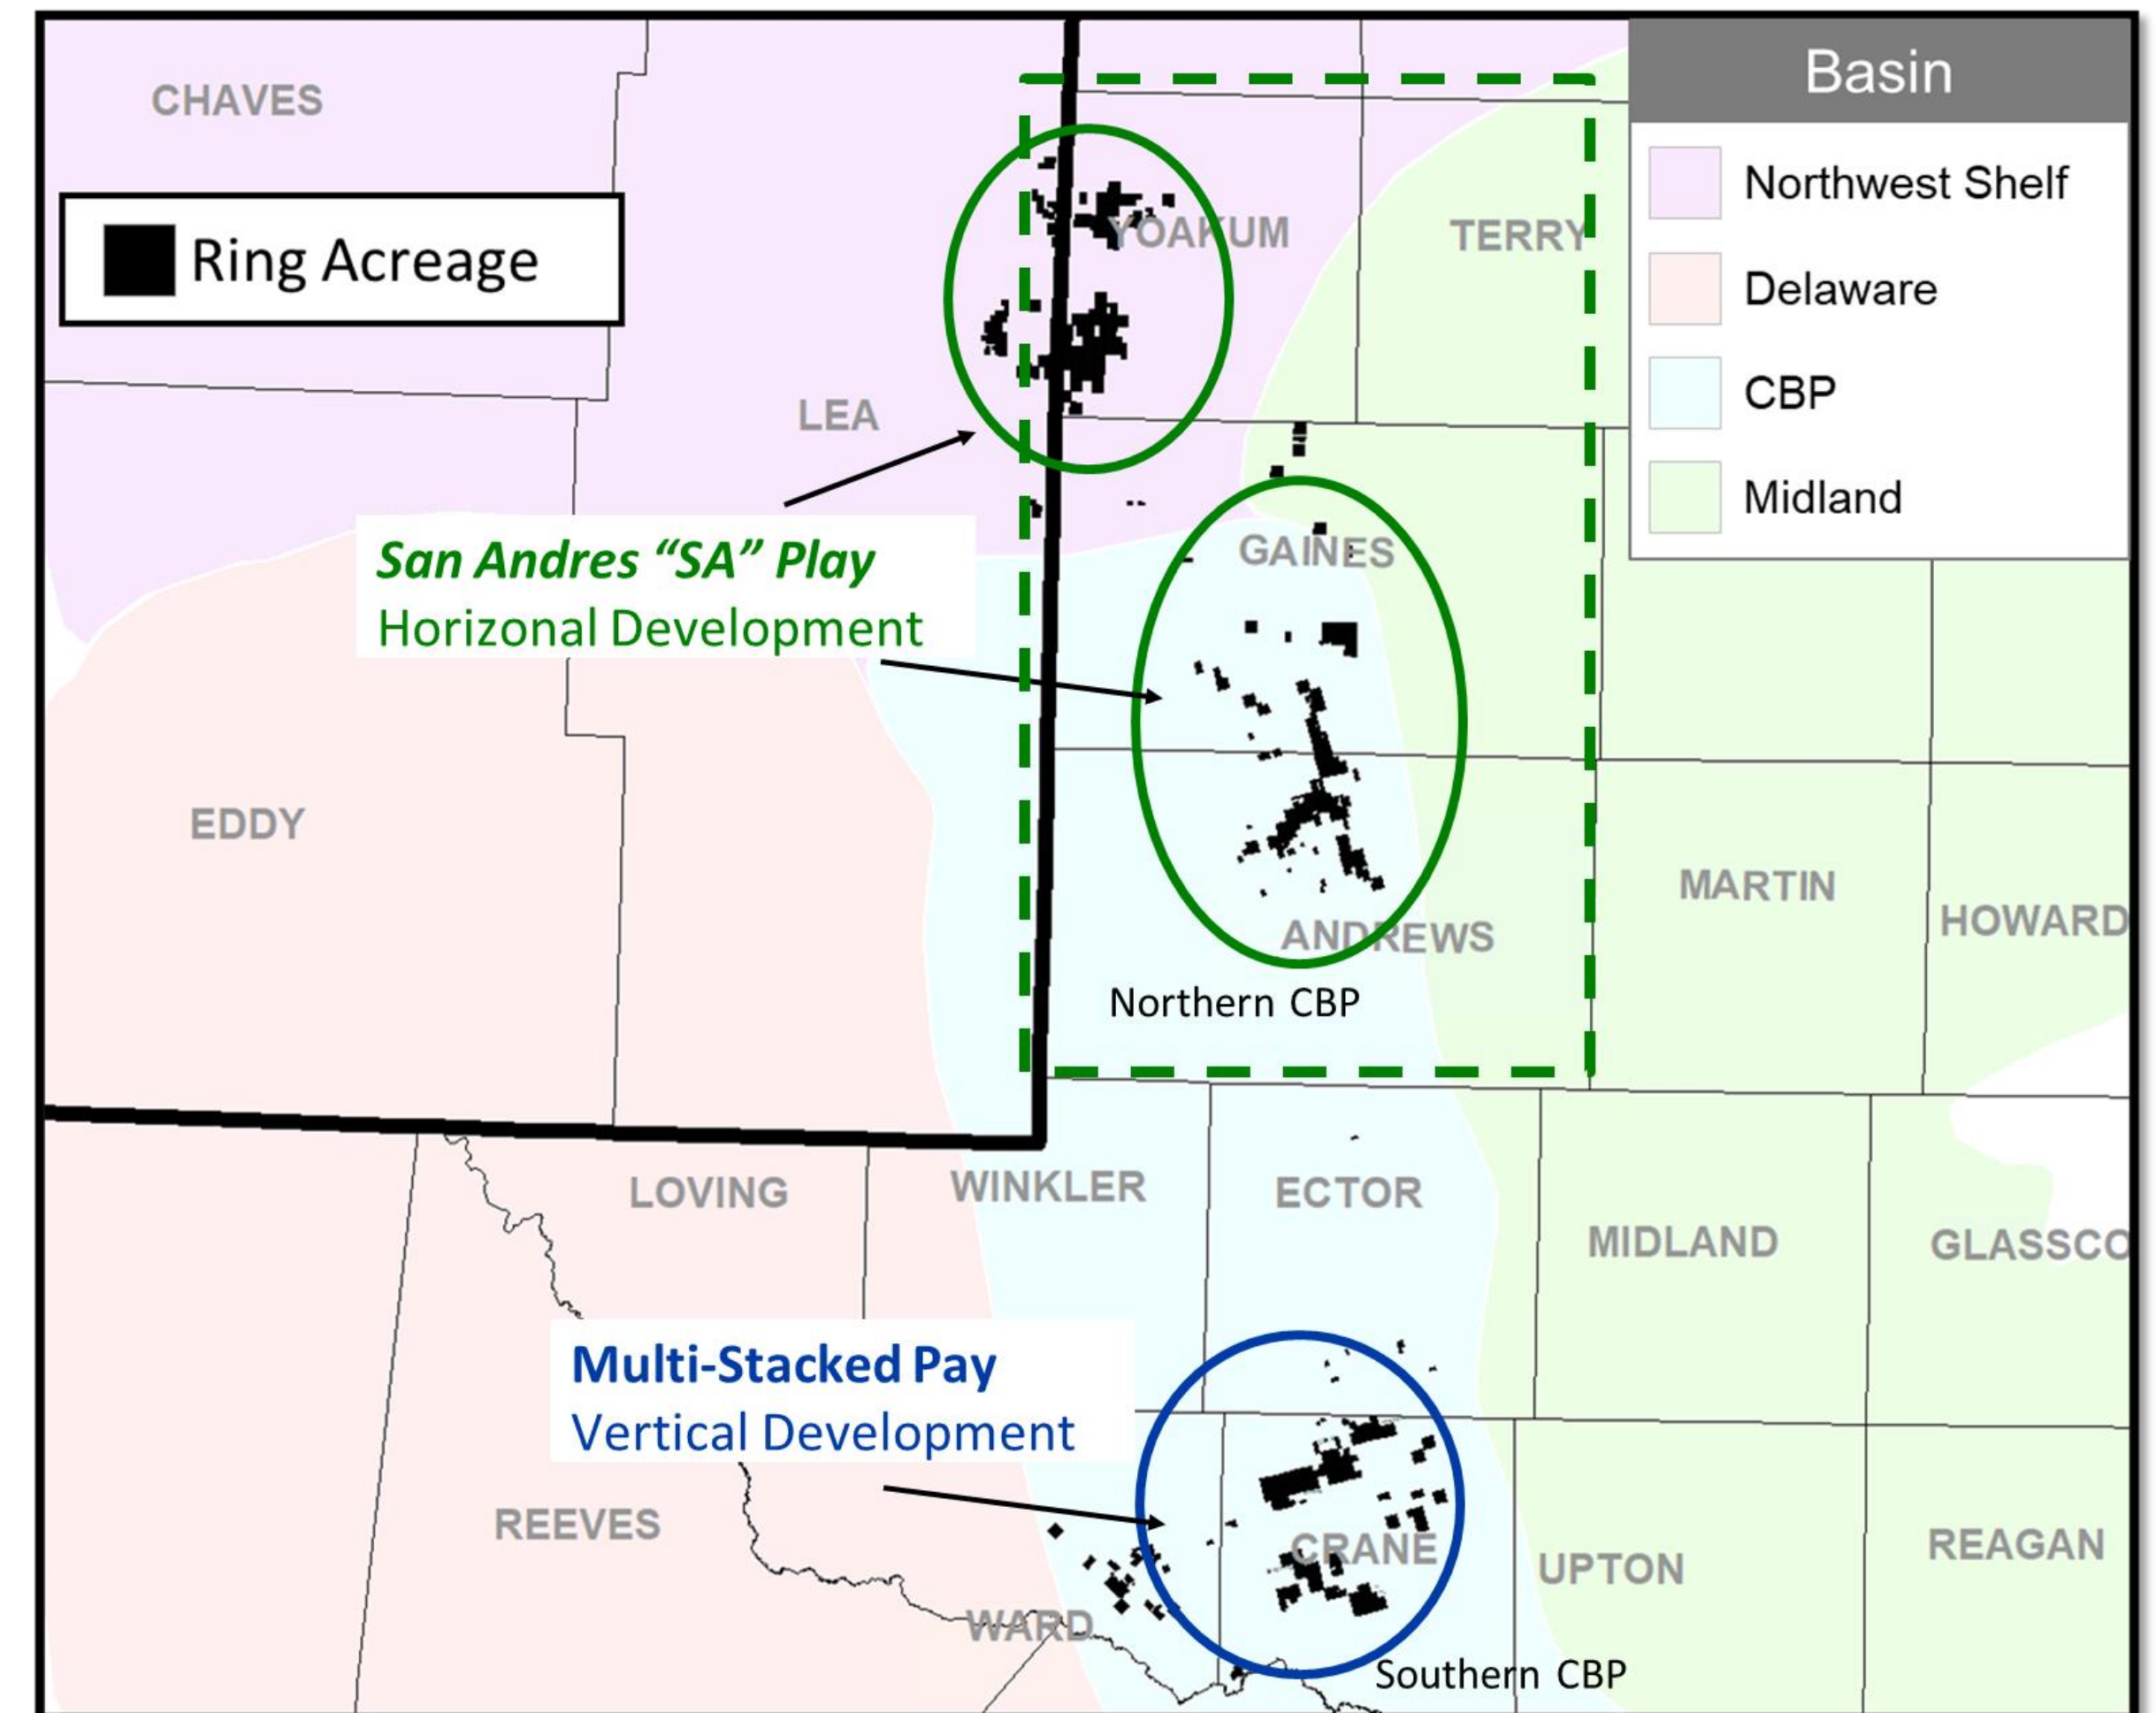 Basin
Northwest Shelf
Delaware
CBP
Midland
CHAVES
Ring Acreage
YOAKUM
TERRY
LEA
San Andres “SA” Play
Horizonal Development
GAINES
EDDY
MARTIN
HOWARD
ANDREWS
Northern CBP
LOVING
WINKLER
ECTOR
MIDLAND
GLASSCO
Multi-Stacked Pay
Vertical Development
REEVES
CRANE
UPTON
REAGAN
WARD
Southern CBP